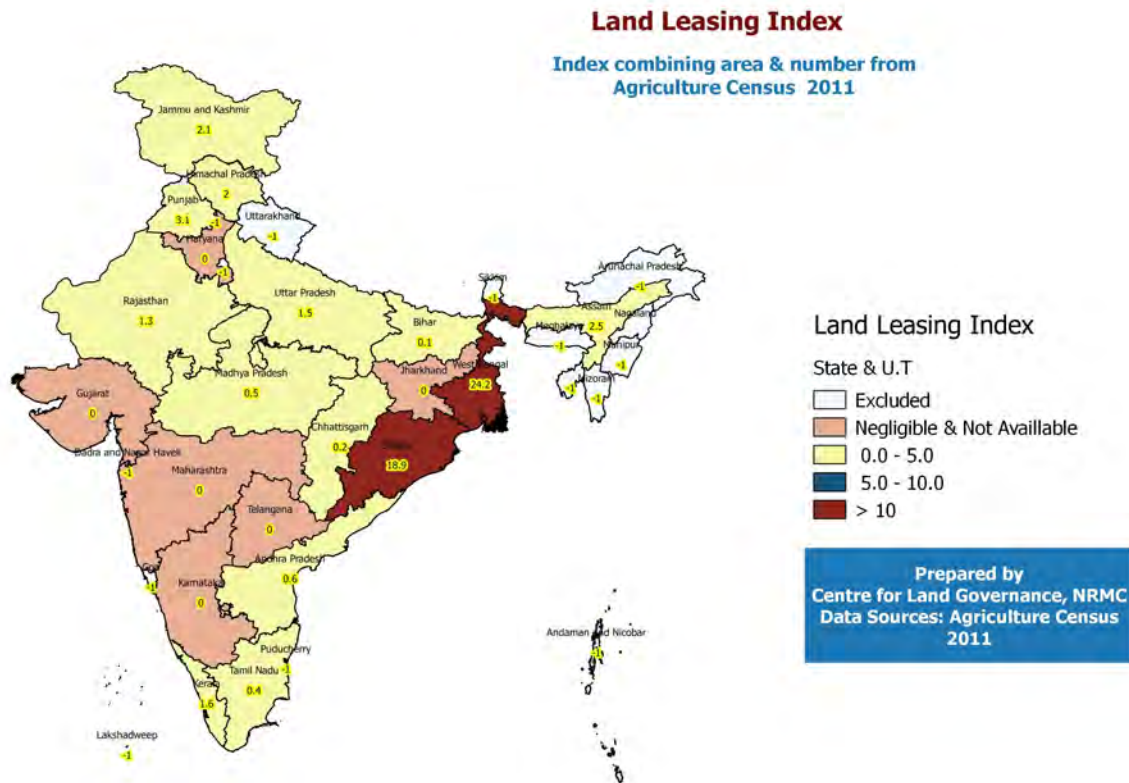 Land Leasing Index
Index combining area & number from
Agriculture Census 2011
Jammu and Kashmir
2.1
Himachal Pradesh
2
Punjab
3.1
-1
Uttarakhand
-1
Haryana
0
-1
Rajasthan
1.3
Uttar Pradesh
1.5
Sikkim
-1
Arunachal Pradesh
-1
Assam
2.5
Nagaland
Meghalaya
-1
Manipur
-1
-1
Mizoram
-1
Bihar
0.1
Jharkhand
0
West Bengal
24.2
Gujarat
0
Madhya Pradesh
0.5
Chhattisgarh
0.2
18.9
Dadra and Nagar Haveli
-1
Maharashtra
0
Telangana
0
Andhra Pradesh
0.6
Goa
-1
Karnataka
0
Puducherry
-1
Tamil Nadu
0.4
Kerala
1.6
Lakshadweep
-1
Andaman and Nicobar
-1
Land Leasing Index
State & U.T
Excluded
Negligible & Not Availlable
0.0 - 5.0
5.0 - 10.0
> 10
Prepared by
Centre for Land Governance, NRMC
Data Sources: Agriculture Census
2011